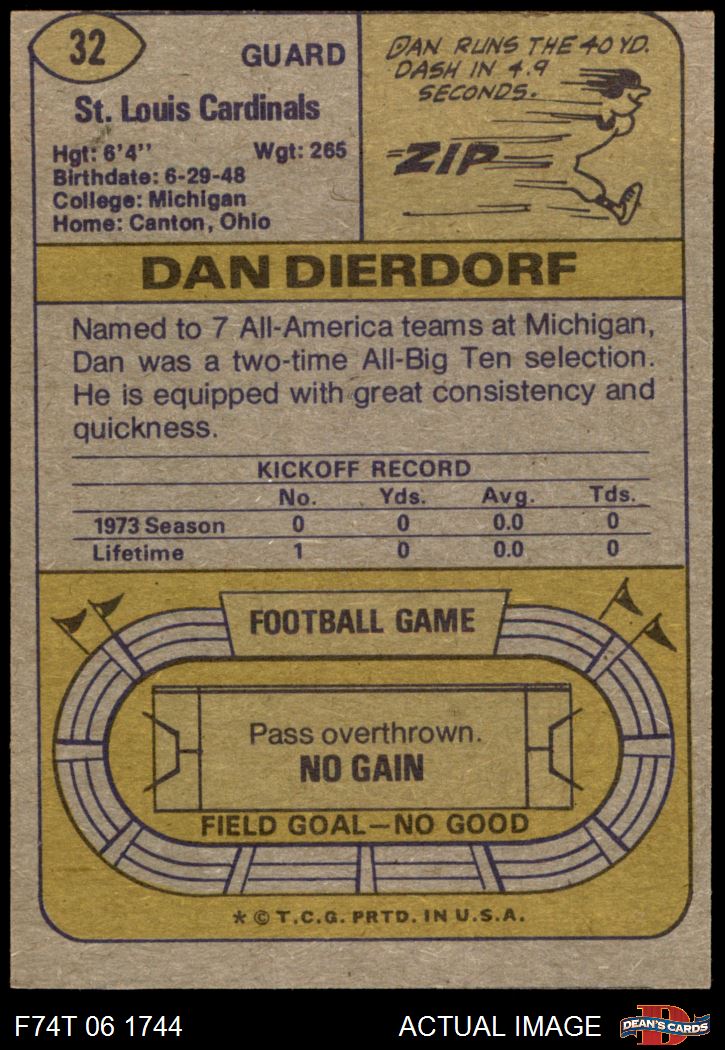 32
GUARD
St. Louis Cardinals
Hgt: 6'4" Wgt: 265
Birthdate: 6-29-48
College: Michigan
Home: Canton, Ohio
DAN RUNS THE 40 YD.
DASH IN 4.9
SECONDS.
ZIP
DAN DIERDORF
Named to 7 All-America teams at Michigan,
Dan was a two-time All-Big Ten selection.
He is equipped with great consistency and
quickness.
KICKOFF RECORD
No. Yds. Avg. Tds.
1973 Season 0 0 0.0 0
Lifetime 1 0 0.0 0
FOOTBALL GAME
Pass overthrown.
NO GAIN
FIELD GOAL—NO GOOD
* © T.C.G. PRTD. IN U.S.A.
F74T 06 1744 ACTUAL IMAGE D DEAN'S CARDS